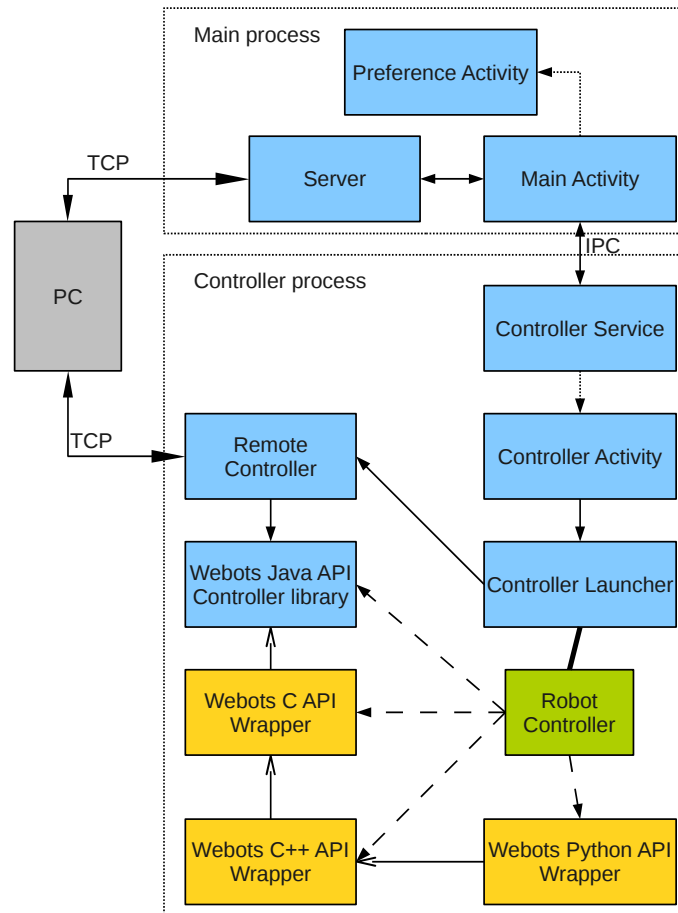 Main process
Preference Activity
TCP
Server
Main Activity
IPC
PC
Controller process
Controller Service
TCP
Remote
Controller
Controller Activity
Webots Java API
Controller library
Controller Launcher
Webots C API
Wrapper
Robot
Controller
Webots C++ API
Wrapper
Webots Python API
Wrapper